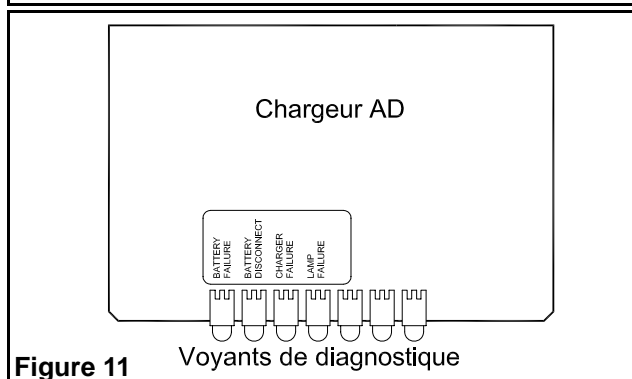 Chargeur AD
BATTERY
FAILURE
BATTERY
DISCONNECT
CHARGER
FAILURE
LAMP
FAILURE
Voyants de diagnostique
Figure 11